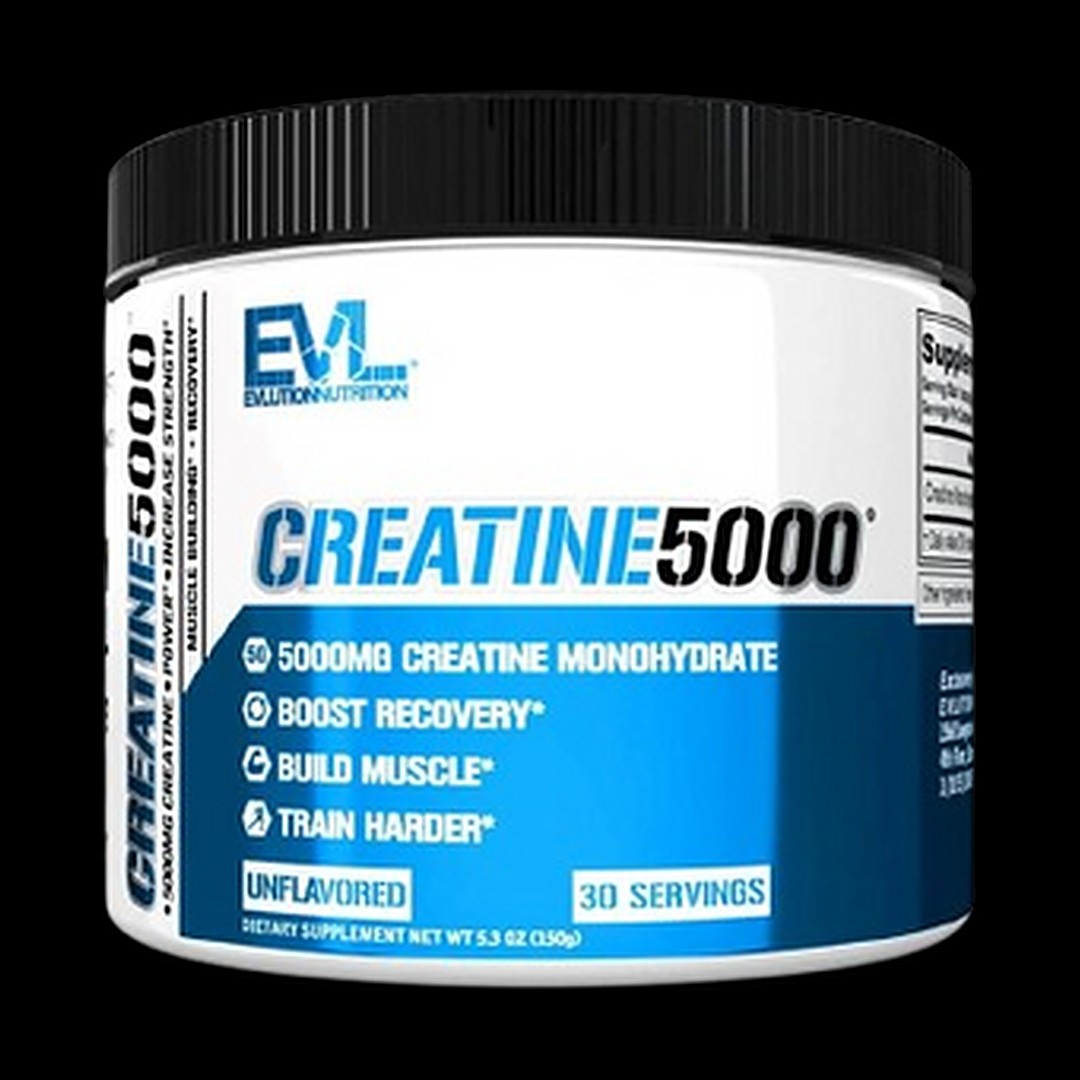 CREATINE5000
• 5000MG CREATINE • POWER* • INCREASE STRENGTH*
MUSCLE BUILDING* • RECOVERY*
EVL
EVLUTIONNUTRITION
CREATINE5000®
50 5000MG CREATINE MONOHYDRATE
BOOST RECOVERY*
BUILD MUSCLE*
TRAIN HARDER*
UNFLAVORED
30 SERVINGS
DIETARY SUPPLEMENT NET WT 5.3 OZ (150g)